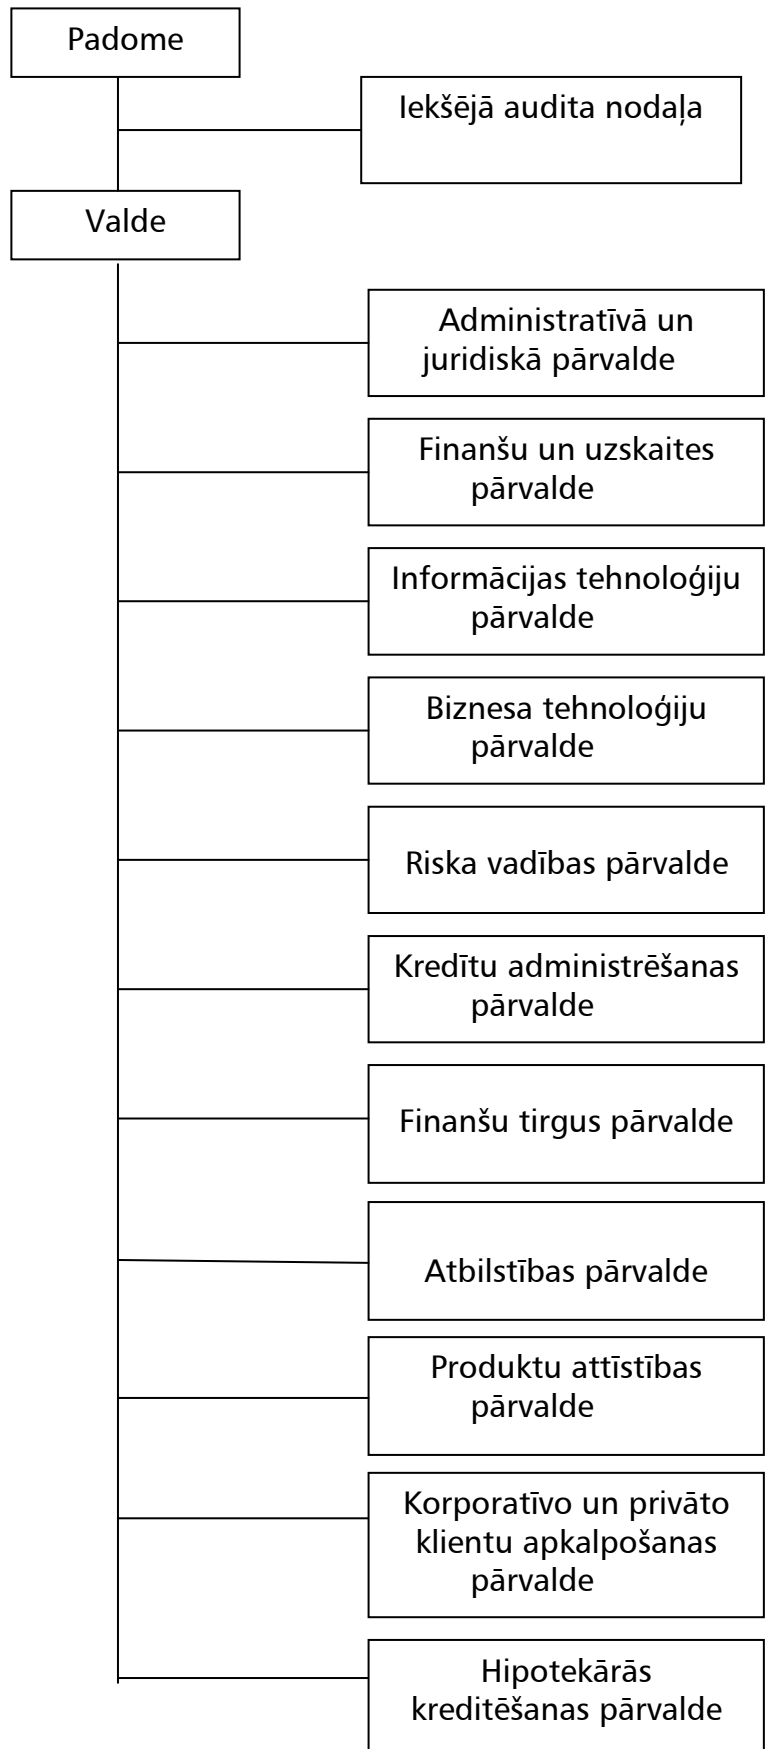 Padome
Iekšējā audita nodaļa
Valde
Administratīvā un
juridiskā pārvalde
Finanšu un uzskaites
pārvalde
Informācijas tehnoloģiju
pārvalde
Biznesa tehnoloģiju
pārvalde
Riska vadības pārvalde
Kredītu administrēšanas
pārvalde
Finanšu tirgus pārvalde
Atbilstības pārvalde
Produktu attīstības
pārvalde
Korporatīvo un privāto
klientu apkalpošanas
pārvalde
Hipotekārās
kreditēšanas pārvalde